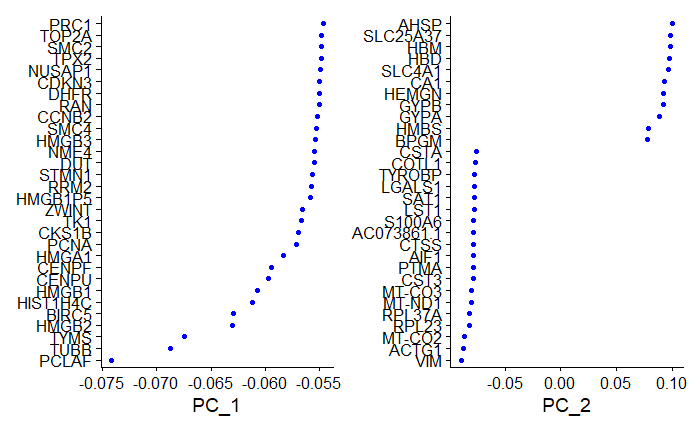 PRC1
TOP2A
SMC2
TPX2
NUSAP1
CDKN3
DHFR
RAN
CCNB2
SMC4
HMGB3
NME4
DUT
STMN1
RRM2
HMGB1P5
ZWINT
TK1
CKS1B
PCNA
HMGA1
CENPF
CENPU
HMGB1
HIST1H4C
BIRC5
HMGB2
TYMS
TUBB
PCLAF
-0.075 -0.070 -0.065 -0.060 -0.055
PC_1
AHSP
SLC25A37
HBM
HBD
SLC4A1
CA1
HEMGN
GYPB
GYPA
HMBS
BPGM
CSTA
COTL1
TYROBP
LGALS1
SAT1
LST1
S100A6
AC073861.1
CTSS
AIF1
PTMA
CST3
MT-CO3
MT-ND1
RPL37A
RPL23
MT-CO2
ACTG1
VIM
-0.05 0.00 0.05 0.10
PC_2